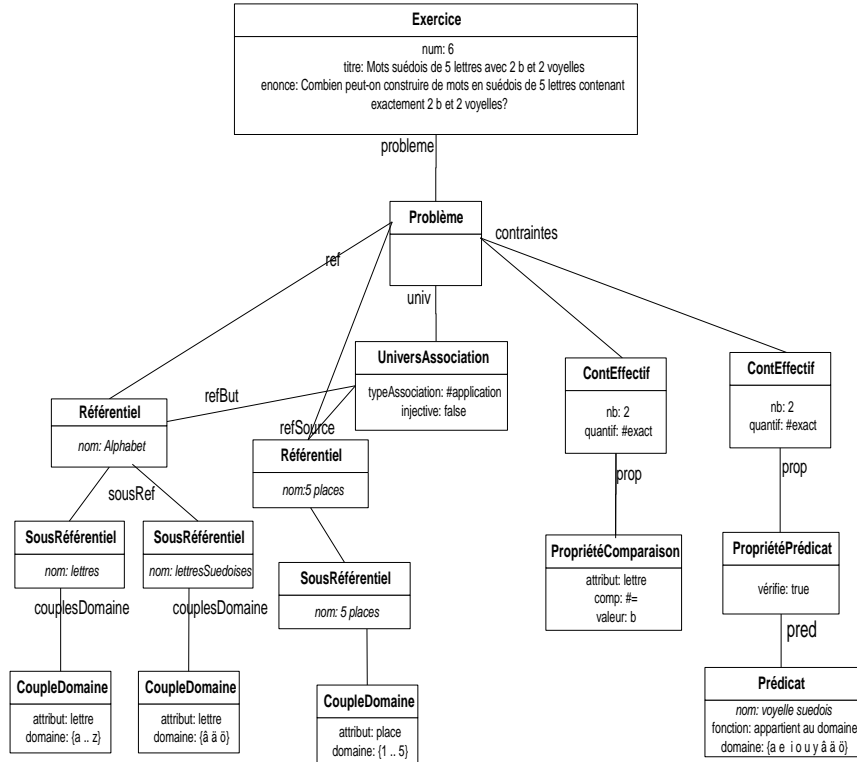 Exercice
num: 6
titre: Mots suédois de 5 lettres avec 2 b et 2 voyelles
enonce: Combien peut-on construire de mots en suédois de 5 lettres contenant
exactement 2 b et 2 voyelles?
probleme
Problème
contraintes
ref
univ
UniversAssociation
typeAssociation: #application
injective: false
refBut
refSource
ContEffectif
nb: 2
quantif: #exact
ContEffectif
nb: 2
quantif: #exact
Référentiel
nom: Alphabet
Référentiel
nom:5 places
prop
prop
sousRef
SousRéférentiel
nom: lettres
SousRéférentiel
nom: lettresSuedoises
SousRéférentiel
nom: 5 places
PropriétéComparaison
attribut: lettre
comp: #=
valeur: b
PropriétéPrédicat
vérifie: true
couplesDomaine
couplesDomaine
pred
CoupleDomaine
attribut: lettre
domaine: {a .. z}
CoupleDomaine
attribut: lettre
domaine: {å ä ö}
CoupleDomaine
attribut: place
domaine: {1 .. 5}
Prédicat
nom: voyelle suedois
fonction: appartient au domaine
domaine: {a e i o u y å ä ö}